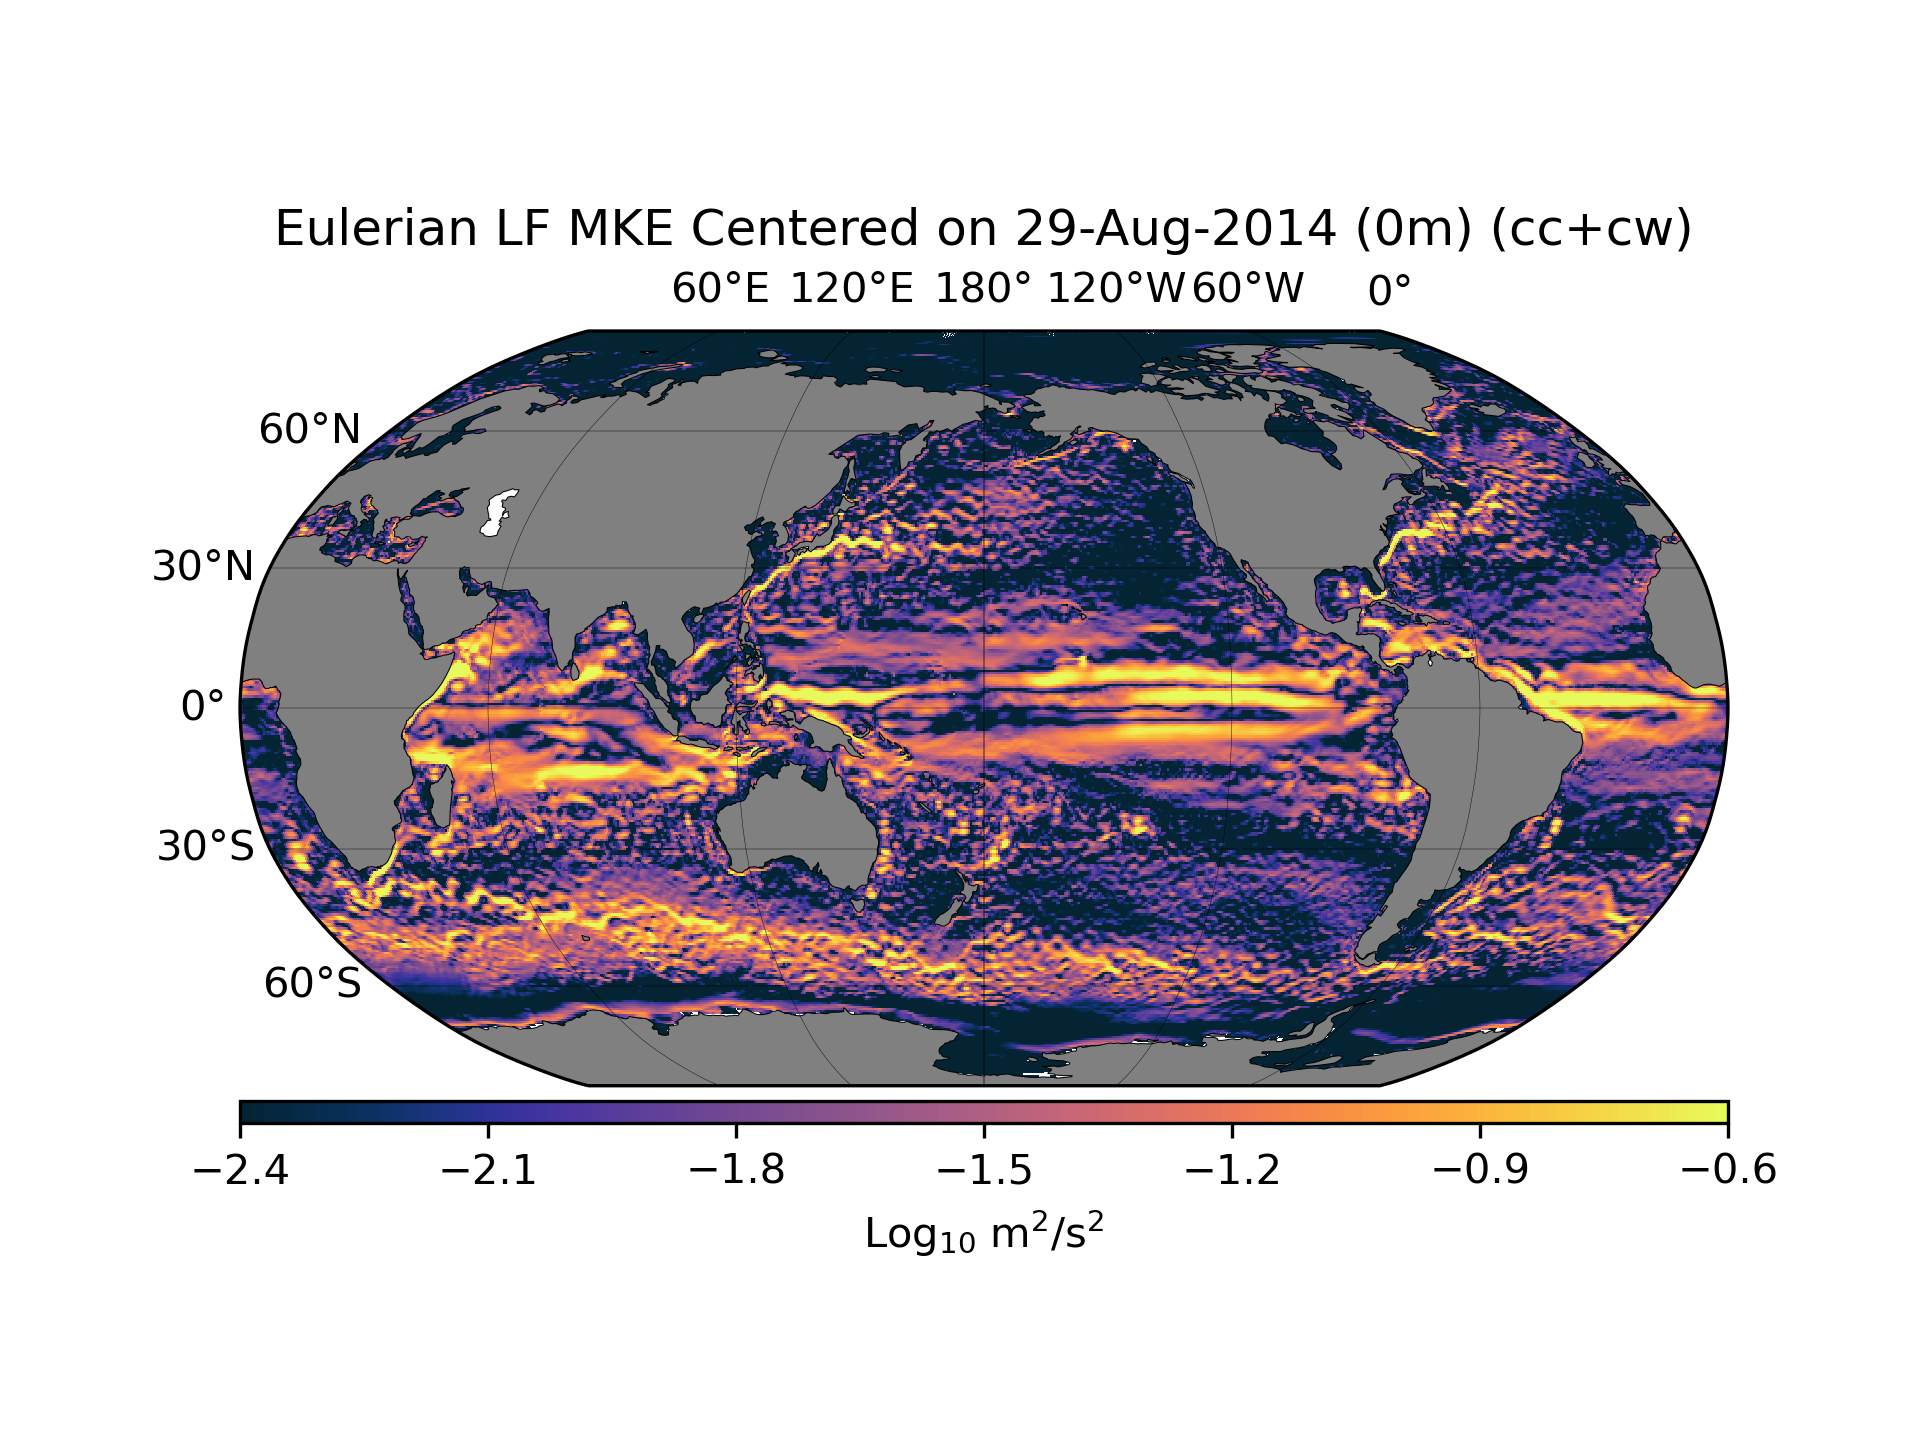 Eulerian LF MKE Centered on 29-Aug-2014 (0m) (cc+cw)
60°E 120°E 180° 120°W 60°W 0°
60°N
30°N
0°
30°S
60°S
−2.4 −2.1 −1.8 −1.5 −1.2 −0.9 −0.6
Log₁₀ m²/s²